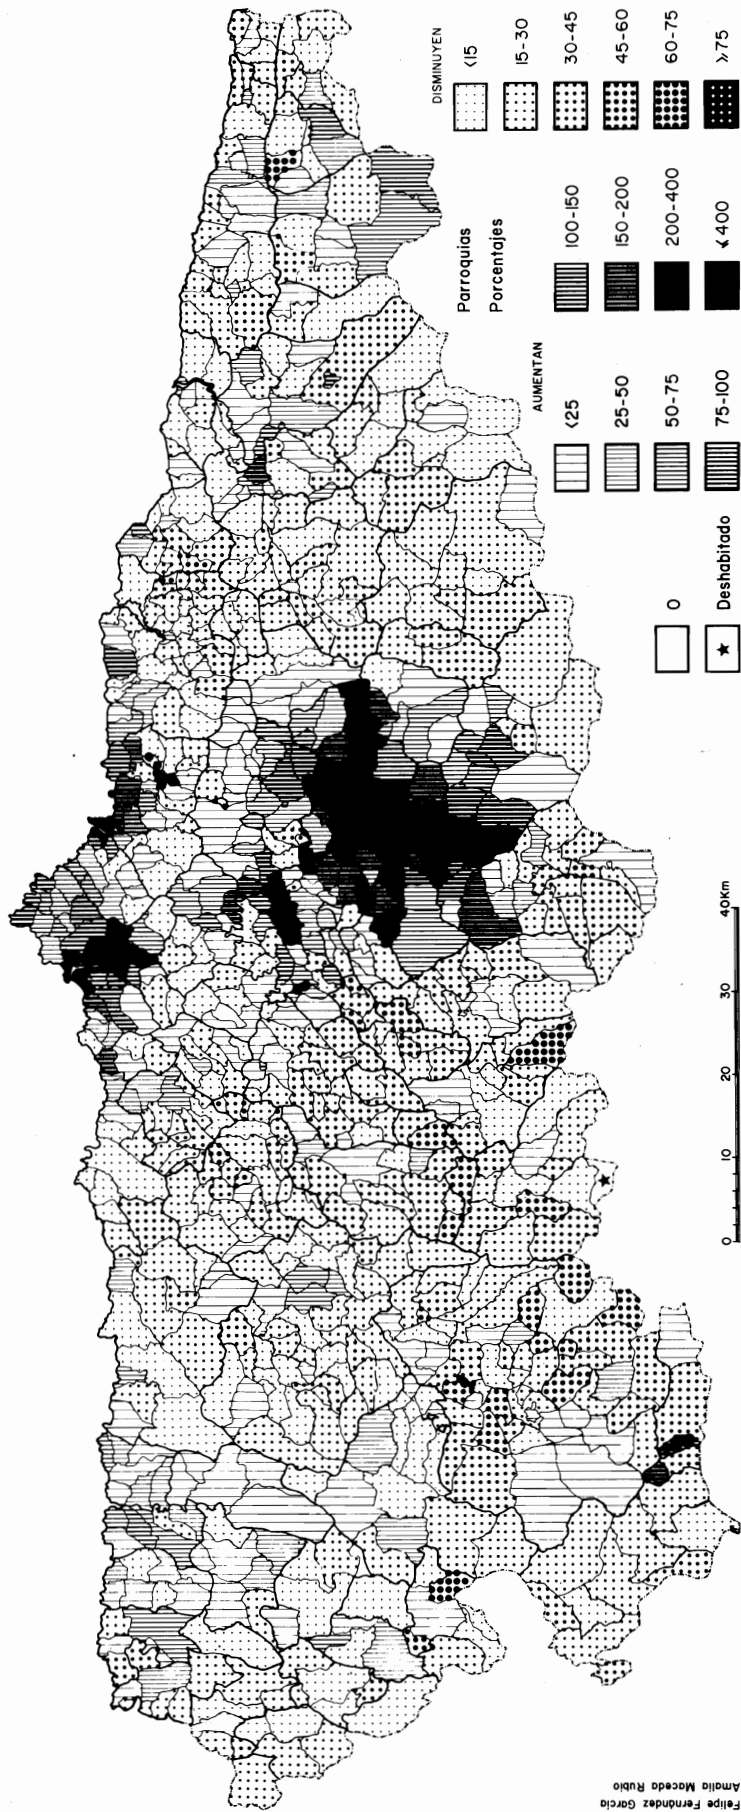 Felipe Fernández García
Amalia Maceda Rubio
0 10 20 30 40Km
0
Deshabitado
AUMENTAN
<25
25-50
50-75
75-100
Parroquias
Porcentajes
100-150
150-200
200-400
≮400
DISMINUYEN
<15
15-30
30-45
45-60
60-75
⩾75